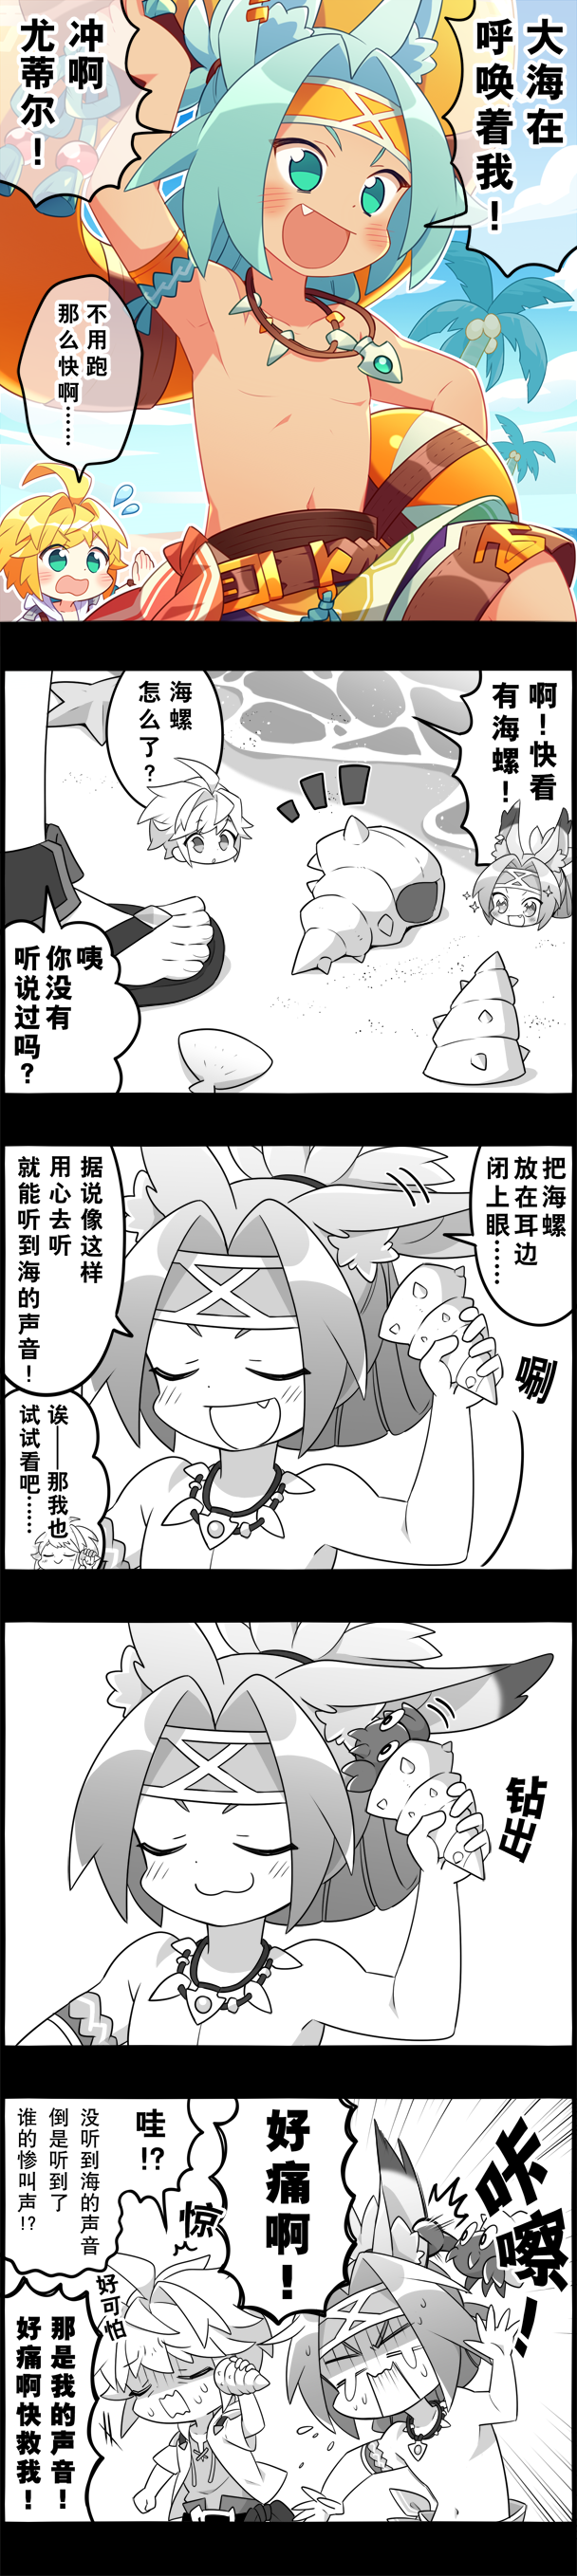 大海在
呼唤着我！
冲啊
尤蒂尔！
不用跑
那么快啊……
啊！快看
有海螺！
海螺
怎么了？
咦
你没有
听说过吗？
把海螺
放在耳边
闭上眼……
唰
据说像这样
用心去听
就能听到海的声音！
诶——那我也
试试看吧……
钻出
咔嚓！
好痛啊！
惊
哇！？
没听到海的声音
倒是听到了
谁的惨叫声！？
好可怕
那是我的声音！
好痛啊快救我！